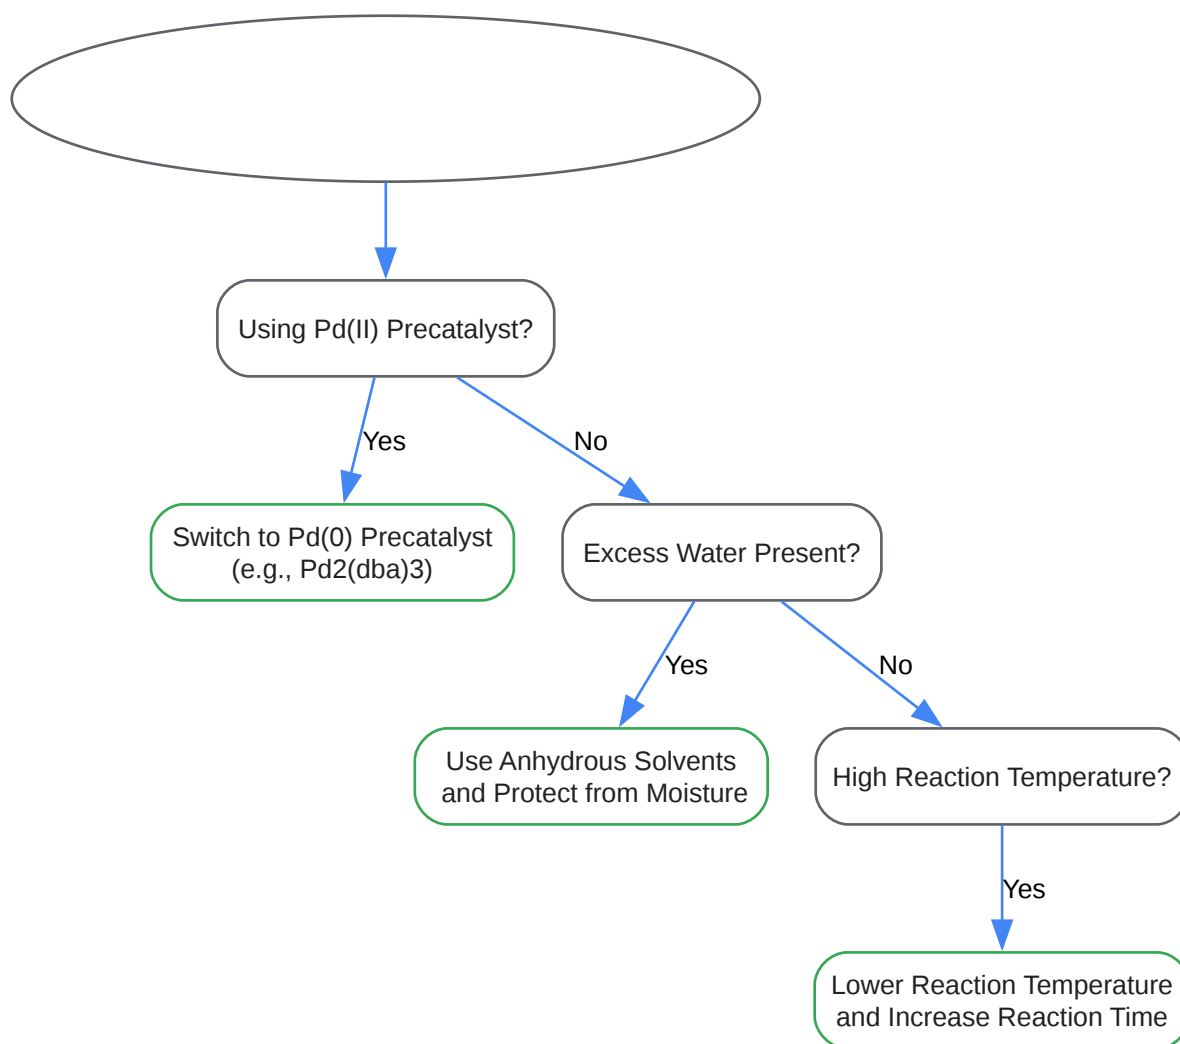 Using Pd(II) Precatalyst?
Yes
No
Switch to Pd(0) Precatalyst
(e.g., Pd2(dba)3)
Excess Water Present?
Yes
No
Use Anhydrous Solvents
and Protect from Moisture
High Reaction Temperature?
Yes
Lower Reaction Temperature
and Increase Reaction Time